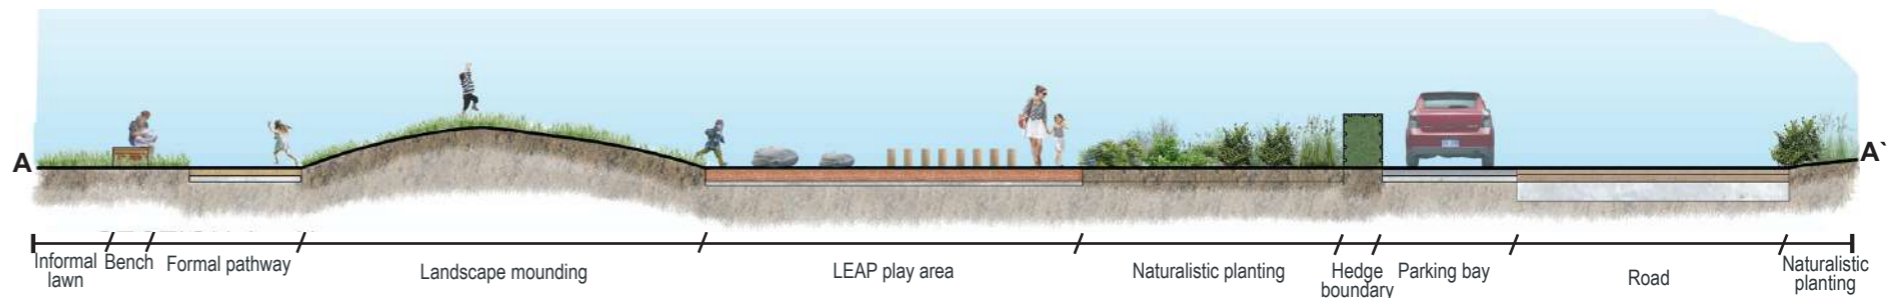 A
A`
Informal
lawn
Bench
Formal pathway
Landscape mounding
LEAP play area
Naturalistic planting
Hedge
boundary
Parking bay
Road
Naturalistic
planting